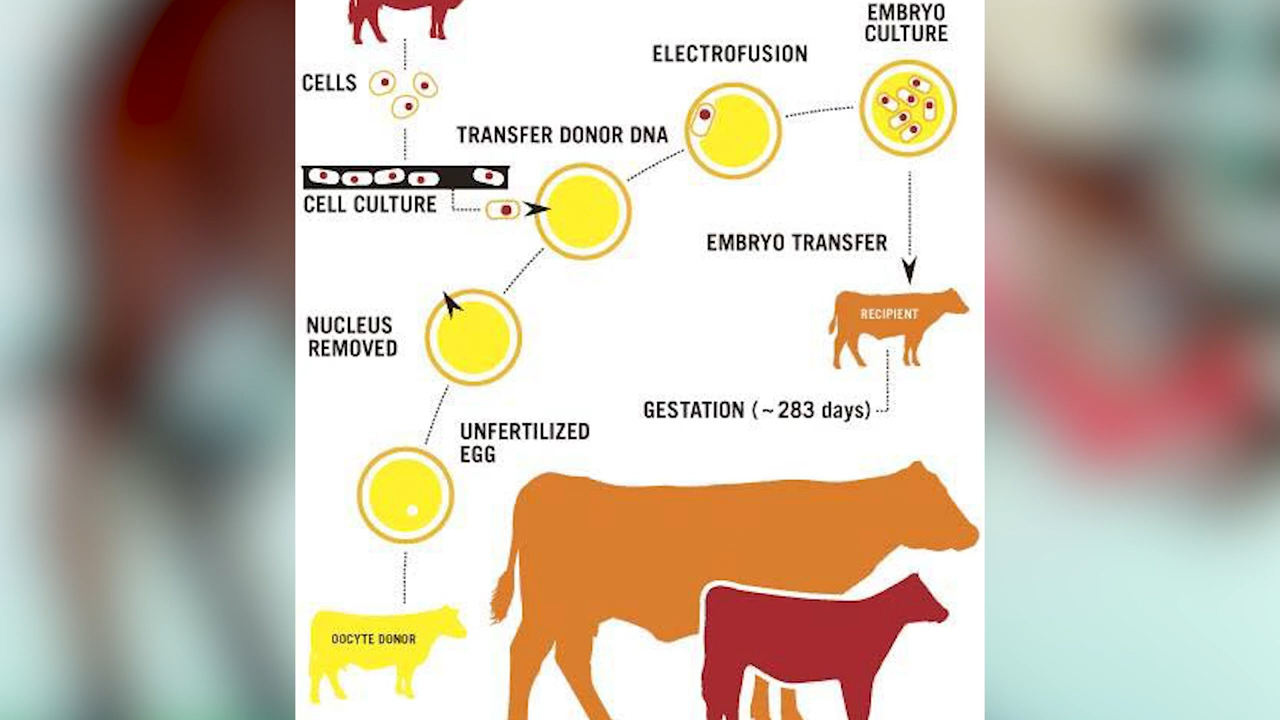 EMBRYO
CULTURE
ELECTROFUSION
CELLS
TRANSFER DONOR DNA
CELL CULTURE
EMBRYO TRANSFER
RECIPIENT
NUCLEUS
REMOVED
GESTATION (~283 days)
UNFERTILIZED
EGG
OOCYTE DONOR